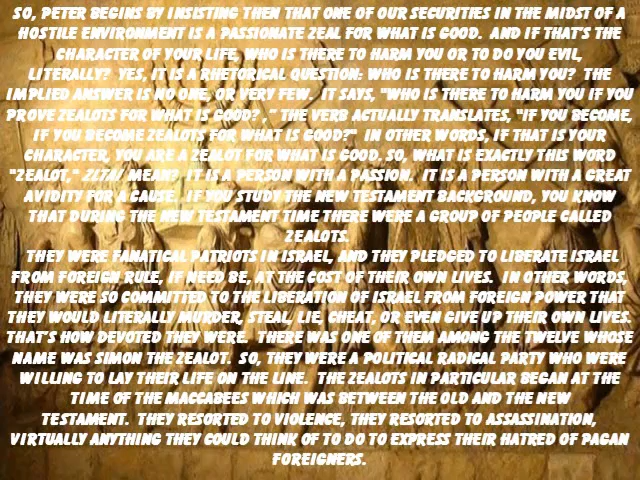 SO, PETER BEGINS BY INSISTING THEN THAT ONE OF OUR SECURITIES IN THE MIDST OF A
HOSTILE ENVIRONMENT IS A PASSIONATE ZEAL FOR WHAT IS GOOD. AND IF THAT'S THE
CHARACTER OF YOUR LIFE, WHO IS THERE TO HARM YOU OR TO DO YOU EVIL,
LITERALLY? YES, IT IS A RHETORICAL QUESTION: WHO IS THERE TO HARM YOU? THE
IMPLIED ANSWER IS NO ONE, OR VERY FEW. IT SAYS, "WHO IS THERE TO HARM YOU IF YOU
PROVE ZEALOTS FOR WHAT IS GOOD? ," THE VERB ACTUALLY TRANSLATES, "IF YOU BECOME,
IF YOU BECOME ZEALOTS FOR WHAT IS GOOD?" IN OTHER WORDS, IF THAT IS YOUR
CHARACTER, YOU ARE A ZEALOT FOR WHAT IS GOOD. SO, WHAT IS EXACTLY THIS WORD
"ZEALOT," MEAN? IT IS A PERSON WITH A PASSION. IT IS A PERSON WITH A GREAT
AVIDITY FOR A CAUSE. IF YOU STUDY THE NEW TESTAMENT BACKGROUND, YOU KNOW
THAT DURING THE NEW TESTAMENT TIME THERE WERE A GROUP OF PEOPLE CALLED
ZEALOTS.
THEY WERE FANATICAL PATRIOTS IN ISRAEL, AND THEY PLEDGED TO LIBERATE ISRAEL
FROM FOREIGN RULE, IF NEED BE, AT THE COST OF THEIR OWN LIVES. IN OTHER WORDS,
THEY WERE SO COMMITTED TO THE LIBERATION OF ISRAEL FROM FOREIGN POWER THAT
THEY WOULD LITERALLY MURDER, STEAL, LIE, CHEAT, OR EVEN GIVE UP THEIR OWN LIVES.
THAT'S HOW DEVOTED THEY WERE. THERE WAS ONE OF THEM AMONG THE TWELVE WHOSE
NAME WAS SIMON THE ZEALOT. SO, THEY WERE A POLITICAL RADICAL PARTY WHO WERE
WILLING TO LAY THEIR LIFE ON THE LINE. THE ZEALOTS IN PARTICULAR BEGAN AT THE
TIME OF THE MACCABEES WHICH WAS BETWEEN THE OLD AND THE NEW
TESTAMENT. THEY RESORTED TO VIOLENCE, THEY RESORTED TO ASSASSINATION,
VIRTUALLY ANYTHING THEY COULD THINK OF TO DO TO EXPRESS THEIR HATRED OF PAGAN
FOREIGNERS.